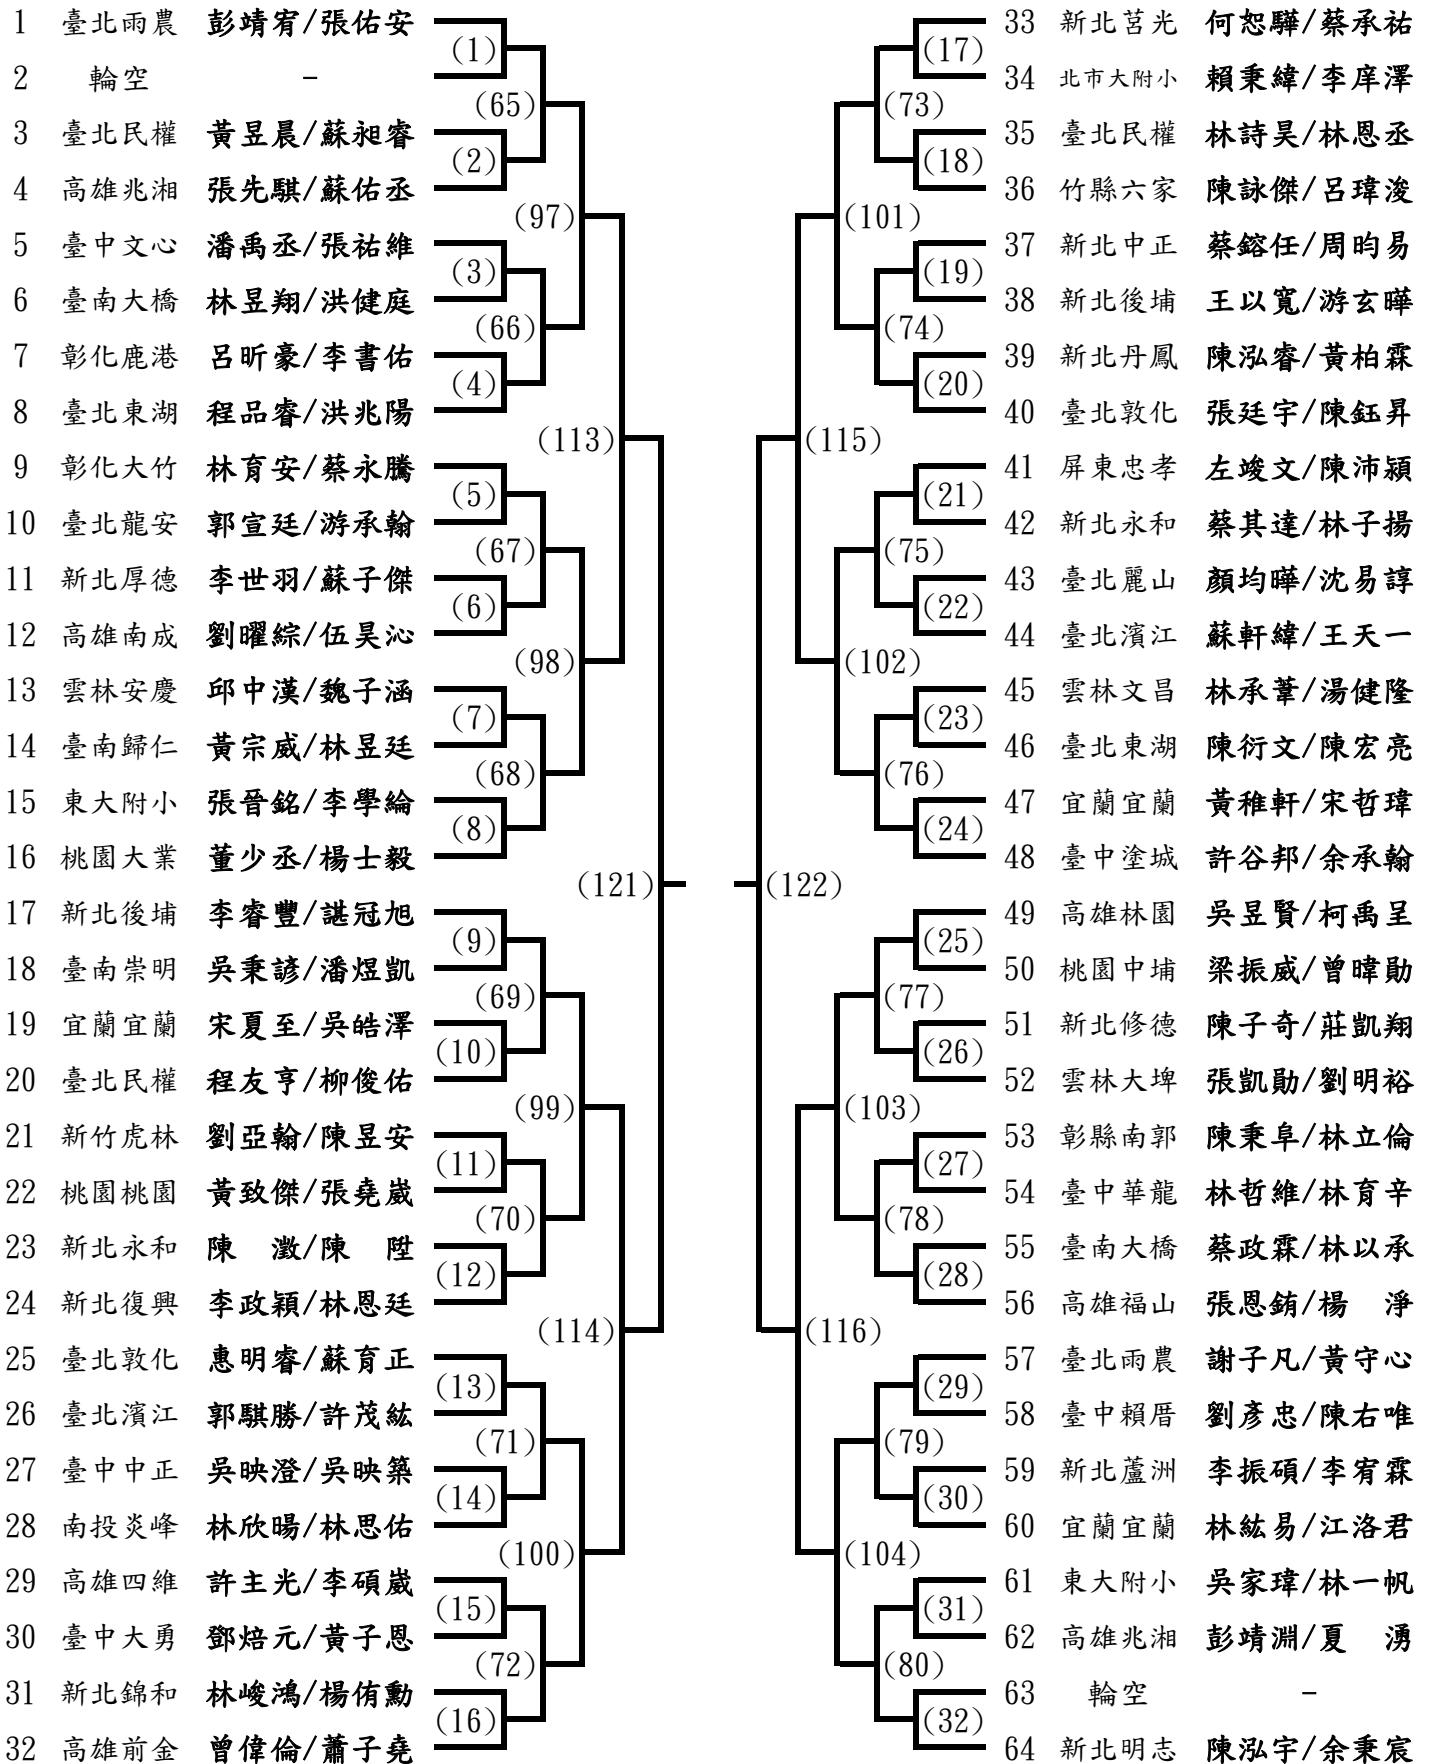 1 臺北雨農 彭靖宥/張佑安
(1)
2 輪空 -
(65)
3 臺北民權 黃昱晨/蘇昶睿
(2)
4 高雄兆湘 張先騏/蘇佑丞
(97)
5 臺中文心 潘禹丞/張祐維
(3)
6 臺南大橋 林昱翔/洪健庭
(66)
7 彰化鹿港 呂昕豪/李書佑
(4)
8 臺北東湖 程品睿/洪兆陽
(113)
9 彰化大竹 林育安/蔡永騰
(5)
10 臺北龍安 郭宣廷/游承翰
(67)
11 新北厚德 李世羽/蘇子傑
(6)
12 高雄南成 劉曜綜/伍昊沁
(98)
13 雲林安慶 邱中漢/魏子涵
(7)
14 臺南歸仁 黃宗威/林昱廷
(68)
15 東大附小 張晉銘/李學綸
(8)
16 桃園大業 董少丞/楊士毅
(121)
17 新北後埔 李睿豐/諶冠旭
(9)
18 臺南崇明 吳秉諺/潘煜凱
(69)
19 宜蘭宜蘭 宋夏至/吳皓澤
(10)
20 臺北民權 程友亨/柳俊佑
(99)
21 新竹虎林 劉亞翰/陳昱安
(11)
22 桃園桃園 黃致傑/張堯崴
(70)
23 新北永和 陳 澂/陳 陞
(12)
24 新北復興 李政穎/林恩廷
(114)
25 臺北敦化 惠明睿/蘇育正
(13)
26 臺北濱江 郭騏勝/許茂紘
(71)
27 臺中中正 吳映澄/吳映築
(14)
28 南投炎峰 林欣暘/林思佑
(100)
29 高雄四維 許主光/李碩崴
(15)
30 臺中大勇 鄧焙元/黃子恩
(72)
31 新北錦和 林峻鴻/楊侑勳
(16)
32 高雄前金 曾偉倫/蕭子堯
33 新北莒光 何恕驊/蔡承祐
(17)
34 北市大附小 賴秉緯/李庠澤
(73)
35 臺北民權 林詩昊/林恩丞
(18)
36 竹縣六家 陳詠傑/呂瑋浚
(101)
37 新北中正 蔡鎔任/周昀易
(19)
38 新北後埔 王以寬/游玄曄
(74)
39 新北丹鳳 陳泓睿/黃柏霖
(20)
40 臺北敦化 張廷宇/陳鈺昇
(115)
41 屏東忠孝 左竣文/陳沛潁
(21)
42 新北永和 蔡其達/林子揚
(75)
43 臺北麗山 顏均曄/沈易諄
(22)
44 臺北濱江 蘇軒緯/王天一
(102)
45 雲林文昌 林承葦/湯健隆
(23)
46 臺北東湖 陳衍文/陳宏亮
(76)
47 宜蘭宜蘭 黃稚軒/宋哲瑋
(24)
48 臺中塗城 許谷邦/余承翰
(122)
49 高雄林園 吳昱賢/柯禹呈
(25)
50 桃園中埔 梁振威/曾暐勛
(77)
51 新北修德 陳子奇/莊凱翔
(26)
52 雲林大埤 張凱勛/劉明裕
(103)
53 彰縣南郭 陳秉阜/林立倫
(27)
54 臺中華龍 林哲維/林育辛
(78)
55 臺南大橋 蔡政霖/林以承
(28)
56 高雄福山 張恩銪/楊 淨
(116)
57 臺北雨農 謝子凡/黃守心
(29)
58 臺中賴厝 劉彥忠/陳右唯
(79)
59 新北蘆洲 李振碩/李宥霖
(30)
60 宜蘭宜蘭 林紘易/江洛君
(104)
61 東大附小 吳家瑋/林一帆
(31)
62 高雄兆湘 彭靖淵/夏 湧
(80)
63 輪空 -
(32)
64 新北明志 陳泓宇/余秉宸